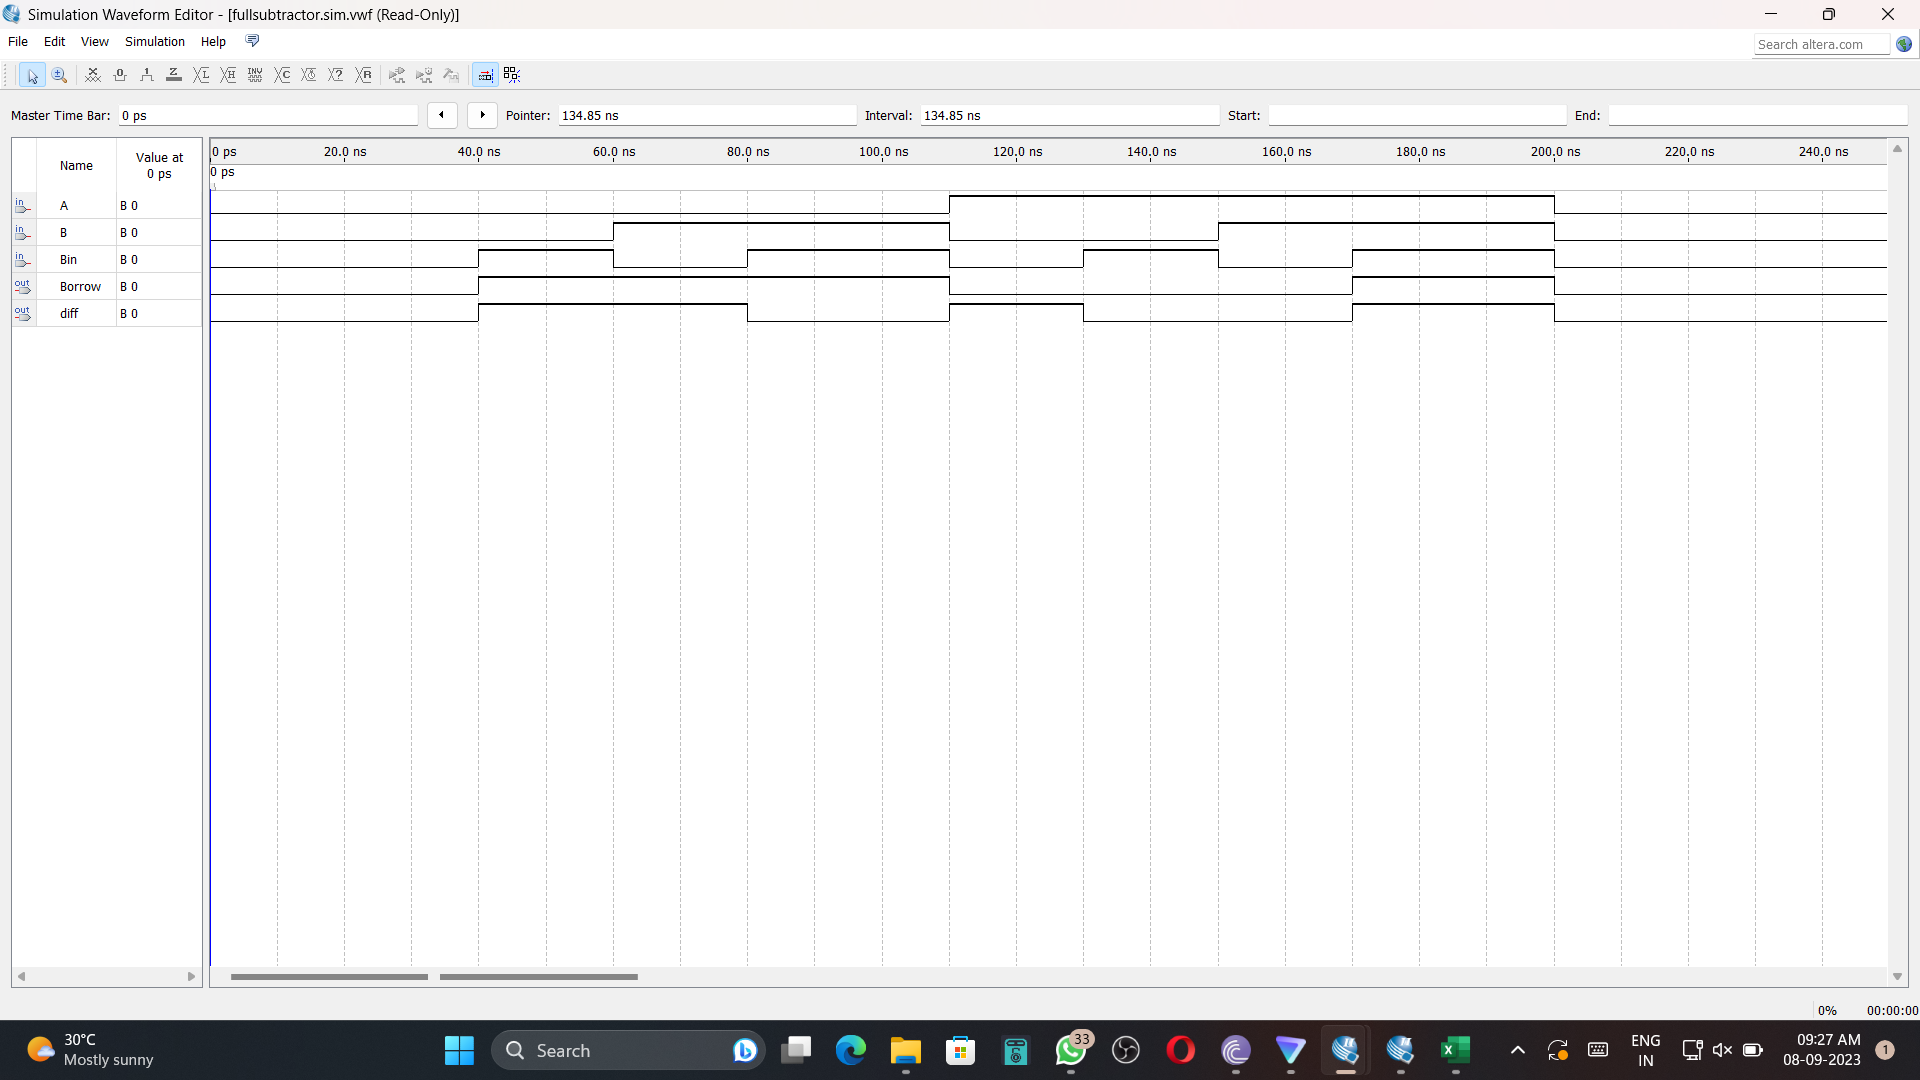 Simulation Waveform Editor - [fullsubtractor.sim.vwf (Read-Only)]
File Edit View Simulation Help
Search altera.com
Master Time Bar: 0 ps Pointer: 134.85 ns Interval: 134.85 ns Start: End:
Name Value at 0 ps
0 ps 20.0 ns 40.0 ns 60.0 ns 80.0 ns 100.0 ns 120.0 ns 140.0 ns 160.0 ns 180.0 ns 200.0 ns 220.0 ns 240.0 ns
0 ps
in A B 0
in B B 0
in Bin B 0
out Borrow B 0
out diff B 0
0% 00:00:00
30°C
Mostly sunny
Search
33
ENG
IN
09:27 AM
08-09-2023
1